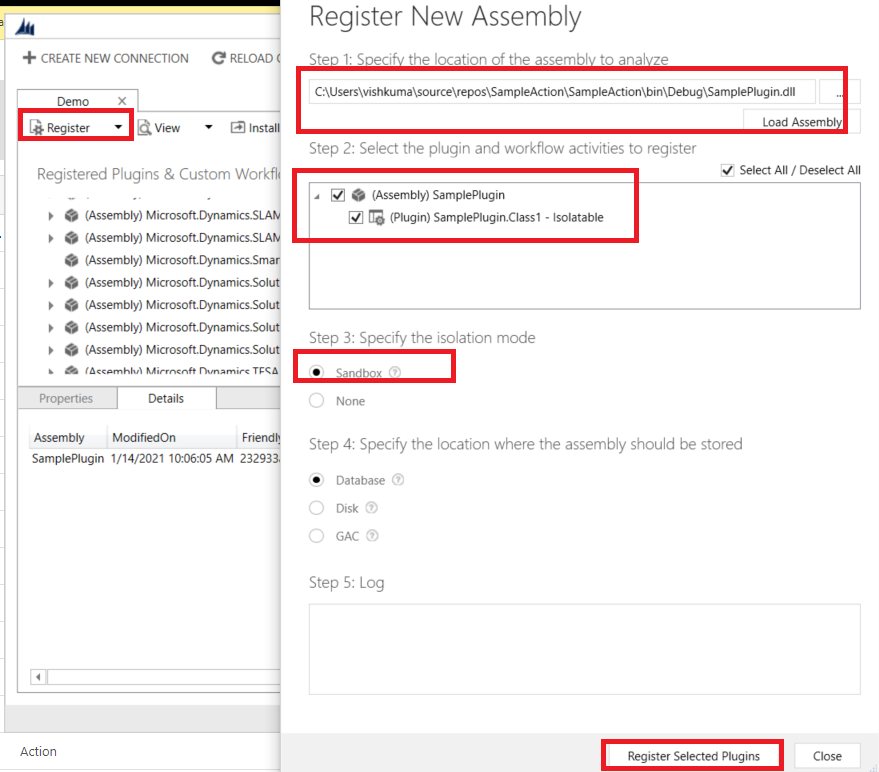 CREATE NEW CONNECTION
RELOAD
Demo
Register
View
Install
Registered Plugins & Custom Workfl
(Assembly) Microsoft.Dynamics.SLAM
(Assembly) Microsoft.Dynamics.SLAM
(Assembly) Microsoft.Dynamics.Smar
(Assembly) Microsoft.Dynamics.Solut
(Assembly) Microsoft.Dynamics.Solut
(Assembly) Microsoft.Dynamics.Solut
(Assembly) Microsoft.Dynamics.Solut
(Assembly) Microsoft.Dynamics.TESA
Properties
Details
Assembly ModifiedOn Friendly
SamplePlugin 1/14/2021 10:06:05 AM 232933
Action
Register New Assembly
Step 1: Specify the location of the assembly to analyze
C:\Users\vishkuma\source\repos\SampleAction\SampleAction\bin\Debug\SamplePlugin.dll
...
Load Assembly
Step 2: Select the plugin and workflow activities to register
Select All / Deselect All
(Assembly) SamplePlugin
(Plugin) SamplePlugin.Class1 - Isolatable
Step 3: Specify the isolation mode
Sandbox ?
None
Step 4: Specify the location where the assembly should be stored
Database ?
Disk ?
GAC ?
Step 5: Log
Register Selected Plugins
Close